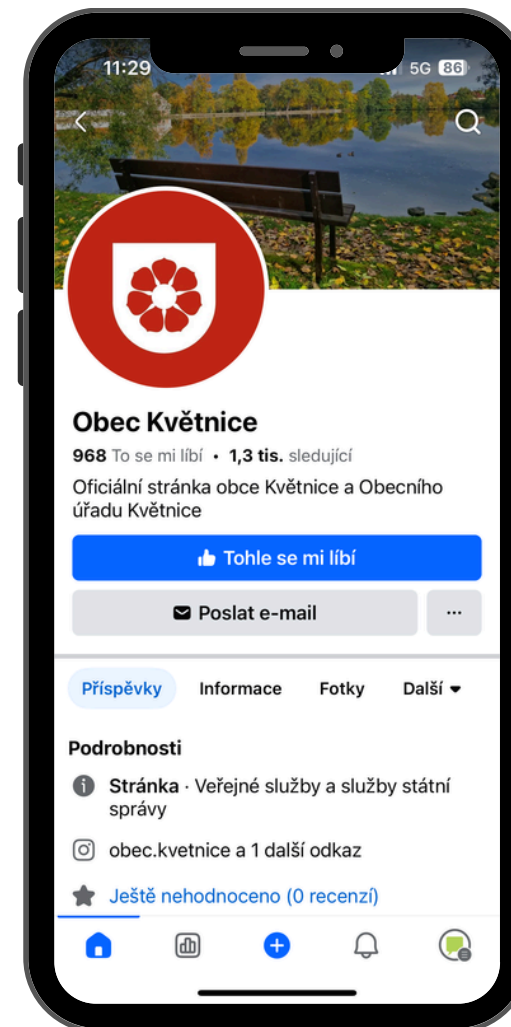 11:29 5G 86
Obec Květnice
968 To se mi líbí • 1,3 tis. sledující
Oficiální stránka obce Květnice a Obecního
úřadu Květnice
Tohle se mi líbí
Poslat e-mail ...
Příspěvky Informace Fotky Další
Podrobnosti
Stránka · Veřejné služby a služby státní
správy
obec.kvetnice a 1 další odkaz
Ještě nehodnoceno (0 recenzí)